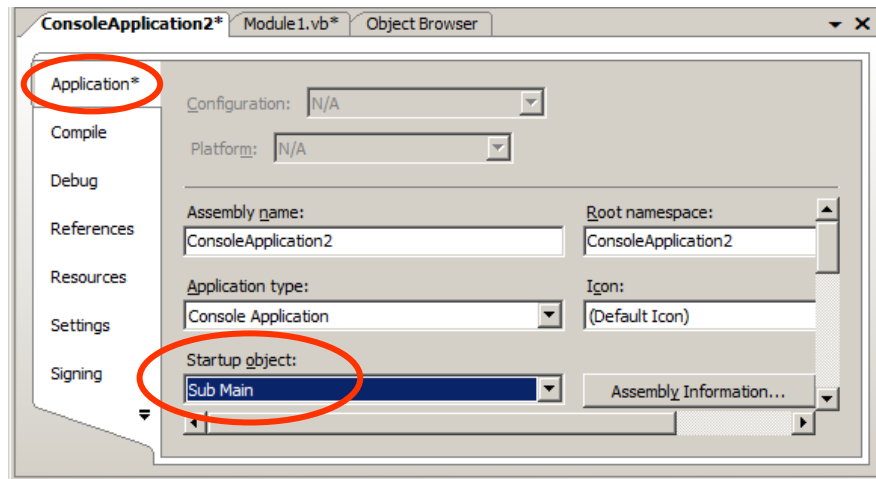 ConsoleApplication2* Module1.vb* Object Browser
Application*
Compile
Debug
References
Resources
Settings
Signing
Configuration: N/A
Platform: N/A
Assembly name: Root namespace:
ConsoleApplication2 ConsoleApplication2
Application type: Icon:
Console Application (Default Icon)
Startup object:
Sub Main Assembly Information...